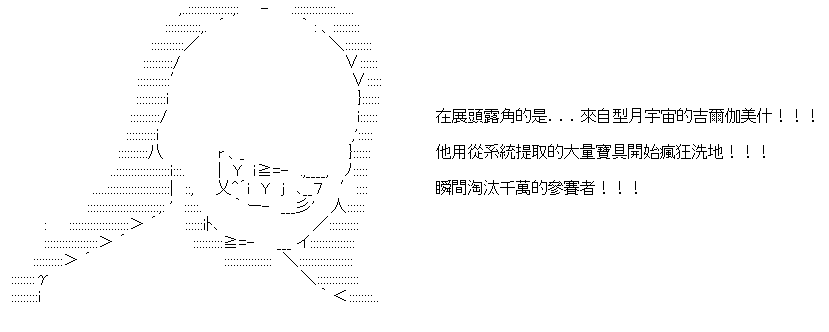 在展頭露角的是...來自型月宇宙的吉爾伽美什！！！
他用從系統提取的大量寶具開始瘋狂洗地！！！
瞬間淘汰千萬的參賽者！！！